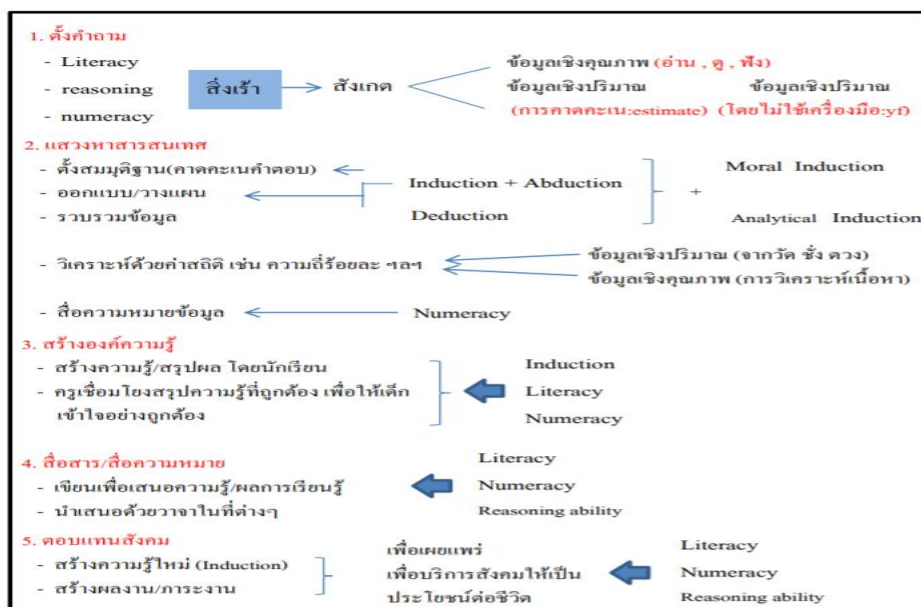 1. ตั้งคำถาม
- Literacy
- reasoning
- numeracy
สิ่งเร้า
สังเกต
ข้อมูลเชิงคุณภาพ (อ่าน , ดู , ฟัง)
ข้อมูลเชิงปริมาณ ข้อมูลเชิงปริมาณ
(การคาดคะเน:estimate) (โดยไม่ใช้เครื่องมือ:yf)
2. แสวงหาสารสนเทศ
- ตั้งสมมุติฐาน(คาดคะเนคำตอบ)
- ออกแบบ/วางแผน
- รวบรวมข้อมูล
Induction + Abduction
Deduction
+
Moral Induction
Analytical Induction
- วิเคราะห์ด้วยค่าสถิติ เช่น ความถี่ร้อยละ ฯลฯ
ข้อมูลเชิงปริมาณ (จากวัด ชั่ง ตวง)
ข้อมูลเชิงคุณภาพ (การวิเคราะห์เนื้อหา)
- สื่อความหมายข้อมูล
Numeracy
3. สร้างองค์ความรู้
- สร้างความรู้/สรุปผล โดยนักเรียน
- ครูเชื่อมโยงสรุปความรู้ที่ถูกต้อง เพื่อให้เด็ก
เข้าใจอย่างถูกต้อง
Induction
Literacy
Numeracy
4. สื่อสาร/สื่อความหมาย
- เขียนเพื่อเสนอความรู้/ผลการเรียนรู้
- นำเสนอด้วยวาจาในที่ต่างๆ
Literacy
Numeracy
Reasoning ability
5. ตอบแทนสังคม
- สร้างความรู้ใหม่ (Induction)
- สร้างผลงาน/ภาระงาน
เพื่อเผยแพร่
เพื่อบริการสังคมให้เป็น
ประโยชน์ต่อชีวิต
Literacy
Numeracy
Reasoning ability